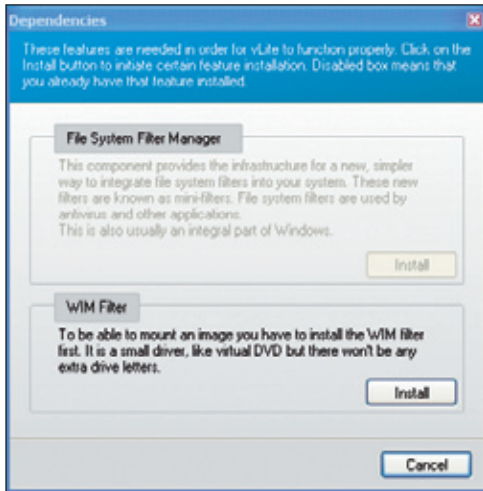 Dependencies
These features are needed in order for vLite to function properly. Click on the
Install button to initiate certain feature installation. Disabled box means that
you already have that feature installed.
File System Filter Manager
This component provides the infrastructure for a new, simpler
way to integrate file system filters into your system. These new
filters are known as mini-filters. File system filters are used by
antivirus and other applications.
This is also usually an integral part of Windows.
Install
WIM Filter
To be able to mount an image you have to install the WIM filter
first. It is a small driver, like virtual DVD but there won't be any
extra drive letters.
Install
Cancel